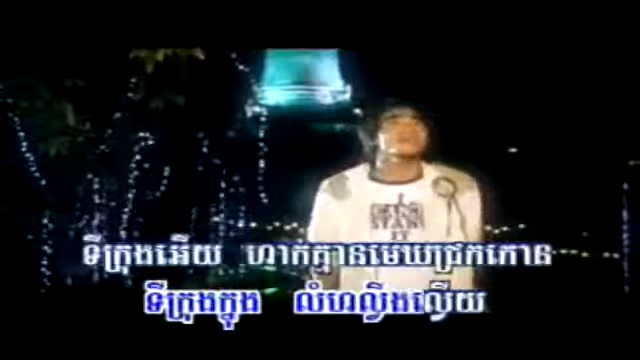 ទីក្រុងអើយ ហាក់គ្មានមេឃជ្រកកោន
ទីក្រុងក្នុង លំហល្វឹងល្វើយ